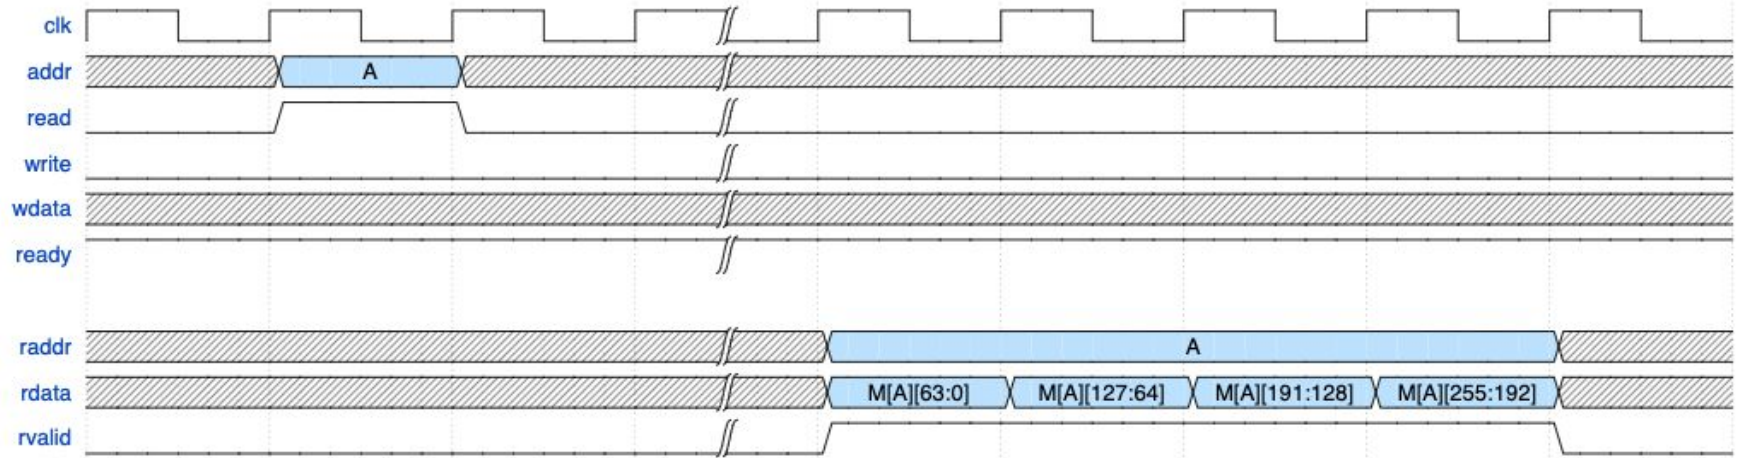 clk
addr A
read
write
wdata
ready
raddr A
rdata M[A][63:0] M[A][127:64] M[A][191:128] M[A][255:192]
rvalid